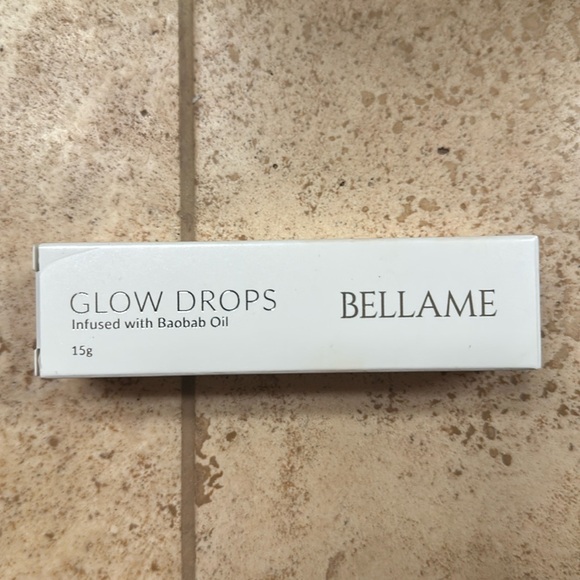 GLOW DROPS
Infused with Baobab Oil
15g
BELLAME